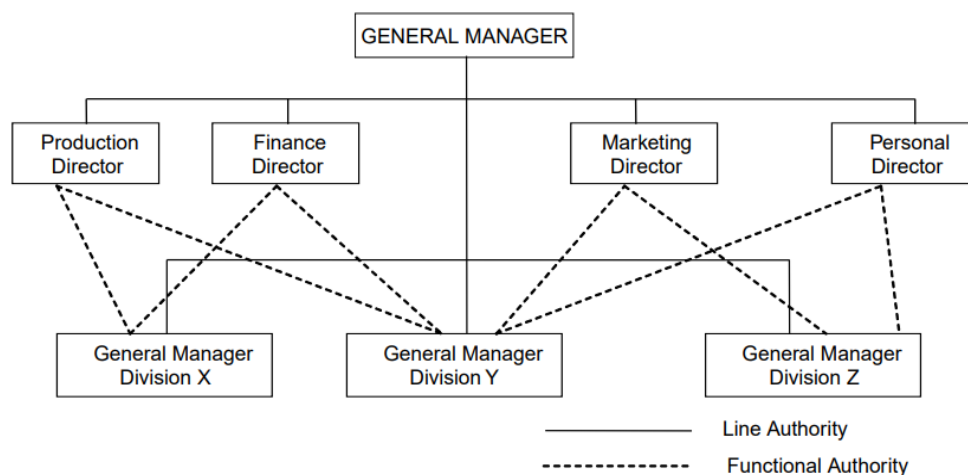 GENERAL MANAGER
Production
Director
Finance
Director
Marketing
Director
Personal
Director
General Manager
Division X
General Manager
Division Y
General Manager
Division Z
Line Authority
Functional Authority